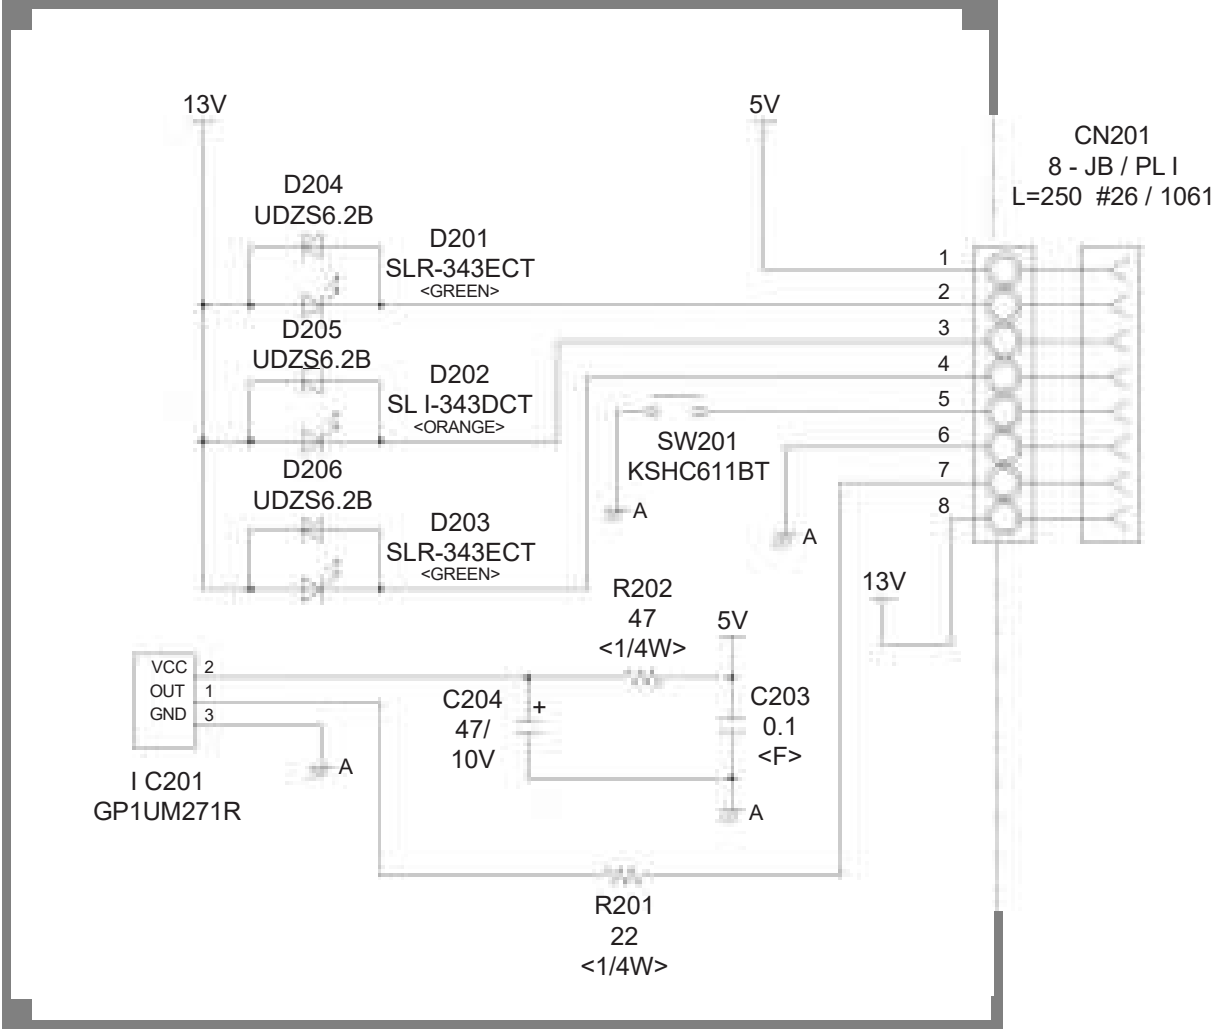 13V
5V
CN201
8 - JB / PL I
L=250 #26 / 1061
D204
UDZS6.2B
D201
SLR-343ECT
<GREEN>
1
2
D205
UDZS6.2B
3
D202
SL I-343DCT
<ORANGE>
4
5
SW201
KSHC611BT
6
D206
UDZS6.2B
7
A
8
A
D203
SLR-343ECT
<GREEN>
R202
47
<1/4W>
13V
5V
VCC 2
OUT 1
GND 3
C204
47/
10V
+
C203
0.1
<F>
A
I C201
GP1UM271R
A
R201
22
<1/4W>